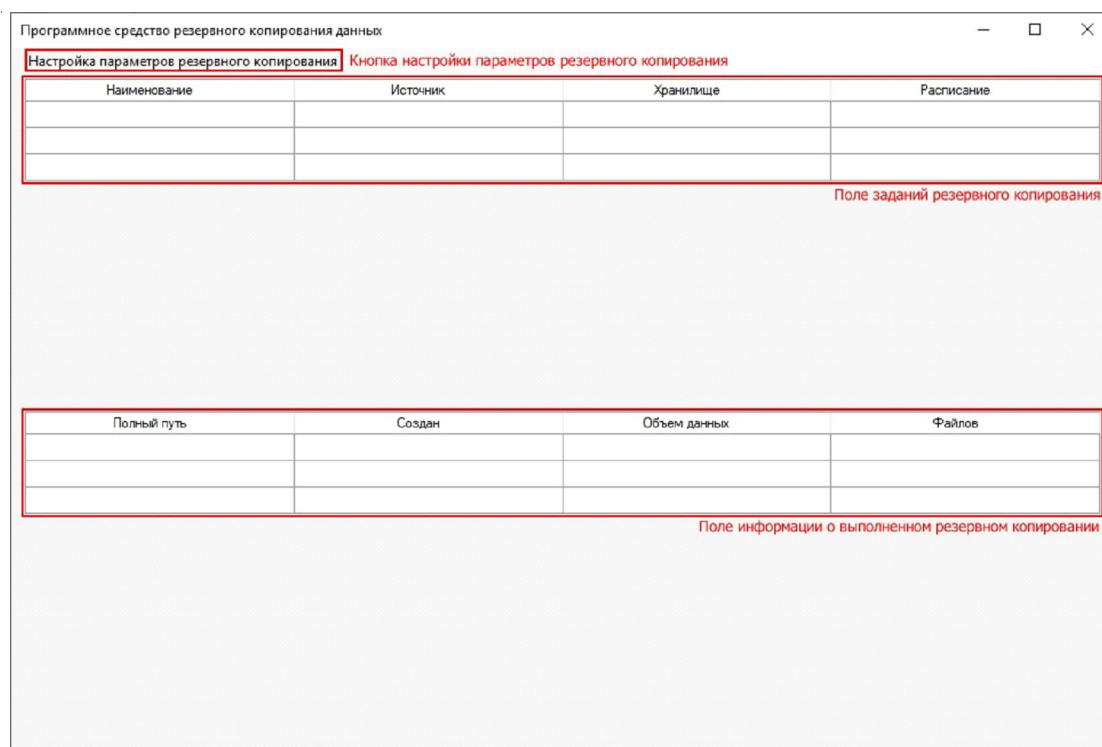 Программное средство резервного копирования данных
Настройка параметров резервного копирования Кнопка настройки параметров резервного копирования
Наименование Источник Хранилище Расписание
Поле заданий резервного копирования
Полный путь Создан Объем данных Файлов
Поле информации о выполненном резервном копировании